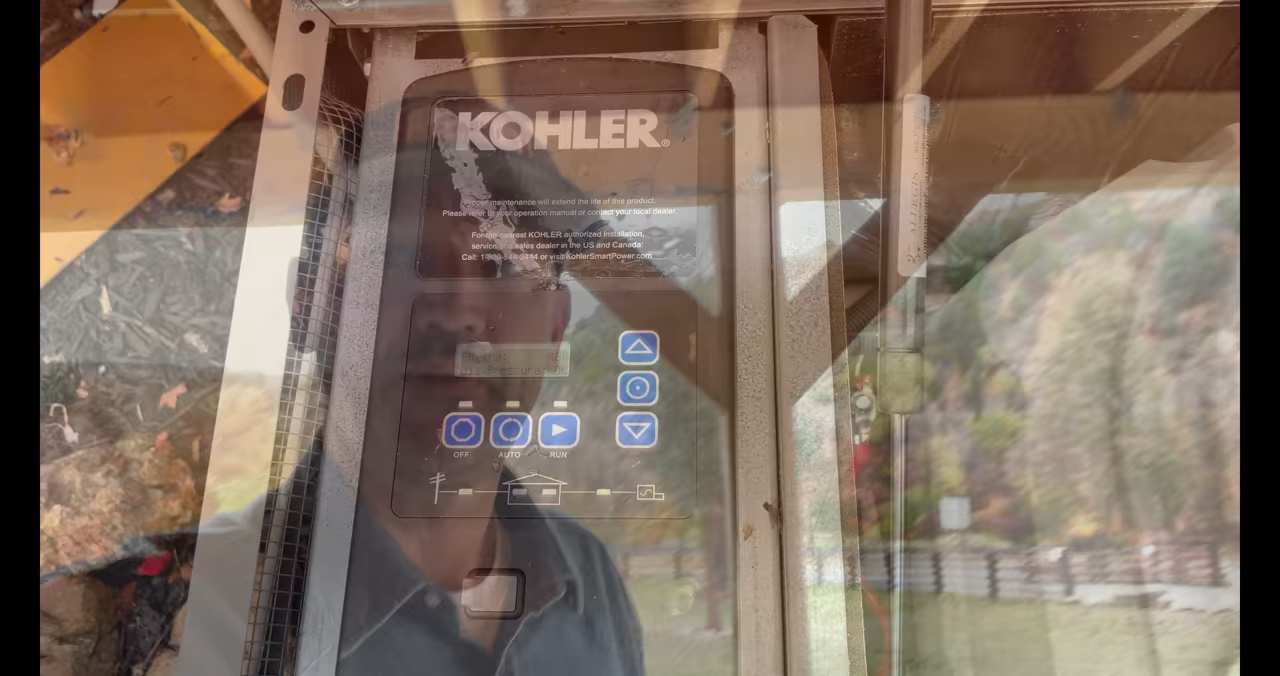 KOHLER®
Proper maintenance will extend the life of this product.
Please refer to your operation manual or contact your local dealer.
For the nearest KOHLER authorized installation,
service and sales dealer in the US and Canada:
Call: 1-800-544-2444 or visit KohlerSmartPower.com
Pressure:
OFF AUTO RUN